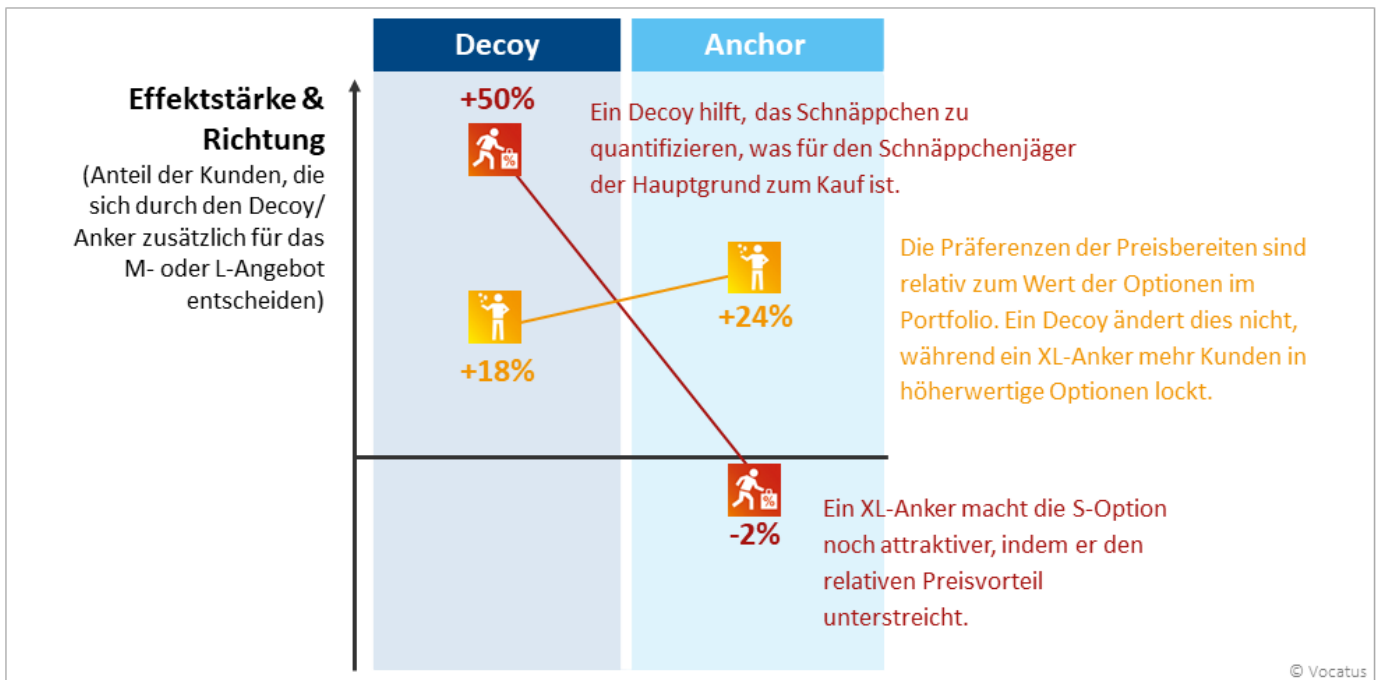 Decoy
Anchor
Effektstärke &
Richtung
(Anteil der Kunden, die
sich durch den Decoy/
Anker zusätzlich für das
M- oder L-Angebot
entscheiden)
+50%
%
Ein Decoy hilft, das Schnäppchen zu
quantifizieren, was für den Schnäppchenjäger
der Hauptgrund zum Kauf ist.
+18%
+24%
Die Präferenzen der Preisbereiten sind
relativ zum Wert der Optionen im
Portfolio. Ein Decoy ändert dies nicht,
während ein XL-Anker mehr Kunden in
höherwertige Optionen lockt.
%
-2%
Ein XL-Anker macht die S-Option
noch attraktiver, indem er den
relativen Preisvorteil
unterstreicht.
© Vocatus